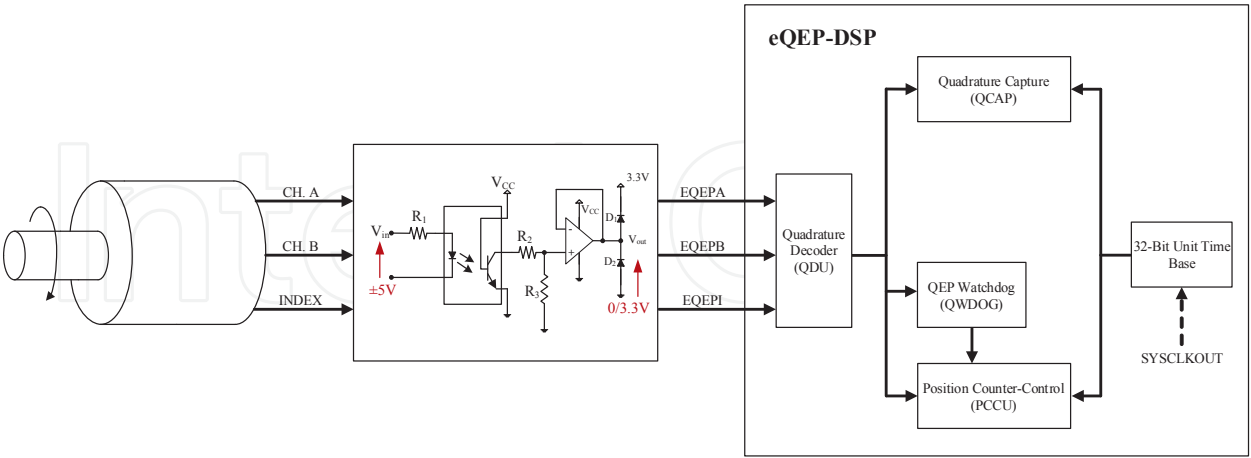 eQEP-DSP
Quadrature Capture
(QCAP)
CH. A
CH. B
INDEX
Vin
±5V
R1
VCC
R2
R3
-
+
VCC
3.3V
D1
Vout
D2
0/3.3V
EQEPA
EQEPB
EQEPI
Quadrature
Decoder
(QDU)
QEP Watchdog
(QWDOG)
Position Counter-Control
(PCCU)
32-Bit Unit Time
Base
SYSCLKOUT